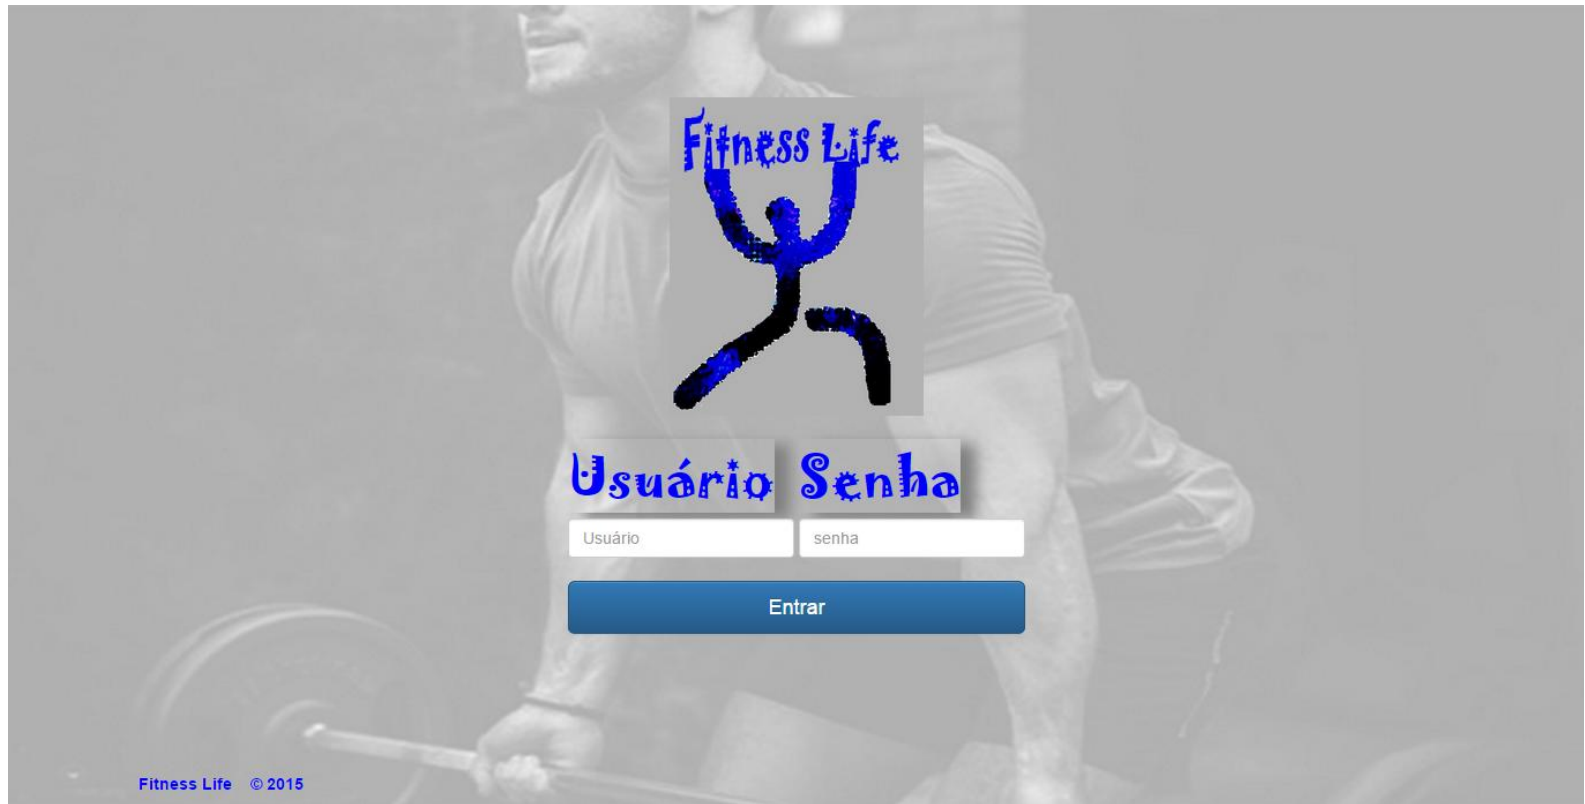 Fitness Life
Usuário Senha
Usuário senha
Entrar
Fitness Life © 2015